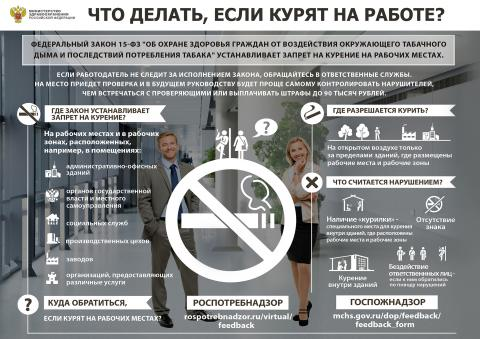 МИНИСТЕРСТВО
ЗДРАВООХРАНЕНИЯ
РОССИЙСКОЙ ФЕДЕРАЦИИ
ЧТО ДЕЛАТЬ, ЕСЛИ КУРЯТ НА РАБОТЕ?
ФЕДЕРАЛЬНЫЙ ЗАКОН 15-ФЗ "ОБ ОХРАНЕ ЗДОРОВЬЯ ГРАЖДАН ОТ ВОЗДЕЙСТВИЯ ОКРУЖАЮЩЕГО ТАБАЧНОГО
ДЫМА И ПОСЛЕДСТВИЙ ПОТРЕБЛЕНИЯ ТАБАКА" УСТАНАВЛИВАЕТ ЗАПРЕТ НА КУРЕНИЕ НА РАБОЧИХ МЕСТАХ.
ЕСЛИ РАБОТОДАТЕЛЬ НЕ СЛЕДИТ ЗА ИСПОЛНЕНИЕМ ЗАКОНА, ОБРАЩАЙТЕСЬ В ОТВЕТСТВЕННЫЕ СЛУЖБЫ.
НА МЕСТО ПРИЕДЕТ ПРОВЕРКА И В БУДУЩЕМ РУКОВОДСТВУ БУДЕТ ПРОЩЕ САМОМУ КОНТРОЛИРОВАТЬ НАРУШИТЕЛЕЙ,
ЧЕМ ВСТРЕЧАТЬСЯ С ПРОВЕРЯЮЩИМИ ИЛИ ВЫПЛАЧИВАТЬ ШТРАФЫ ДО 90 ТЫСЯЧ РУБЛЕЙ.
ГДЕ ЗАКОН УСТАНАВЛИВАЕТ
ЗАПРЕТ НА КУРЕНИЕ?
На рабочих местах и в рабочих
зонах, расположенных,
например, в помещениях:
административно-офисных
зданий
органов государственной
власти и местного
самоуправления
социальных служб
производственных цехов
заводов
организаций, предоставляющих
различные услуги
?
ГДЕ РАЗРЕШАЕТСЯ КУРИТЬ?
На открытом воздухе только
за пределами зданий, где размещены
рабочие места и рабочие зоны
ЧТО СЧИТАЕТСЯ НАРУШЕНИЕМ?
Наличие «курилки» -
специального места для курения
внутри зданий, где расположены
рабочие места и рабочие зоны
Отсутствие
знака
Курение
внутри зданий
Бездействие
ответственных лиц -
если к ним обратились
по поводу нарушений
?
КУДА ОБРАТИТЬСЯ,
ЕСЛИ КУРЯТ НА РАБОЧИХ МЕСТАХ?
РОСПОТРЕБНАДЗОР
rospotrebnadzor.ru/virtual/
feedback
ГОСПОЖНАДЗОР
mchs.gov.ru/dop/feedback/
feedback_form